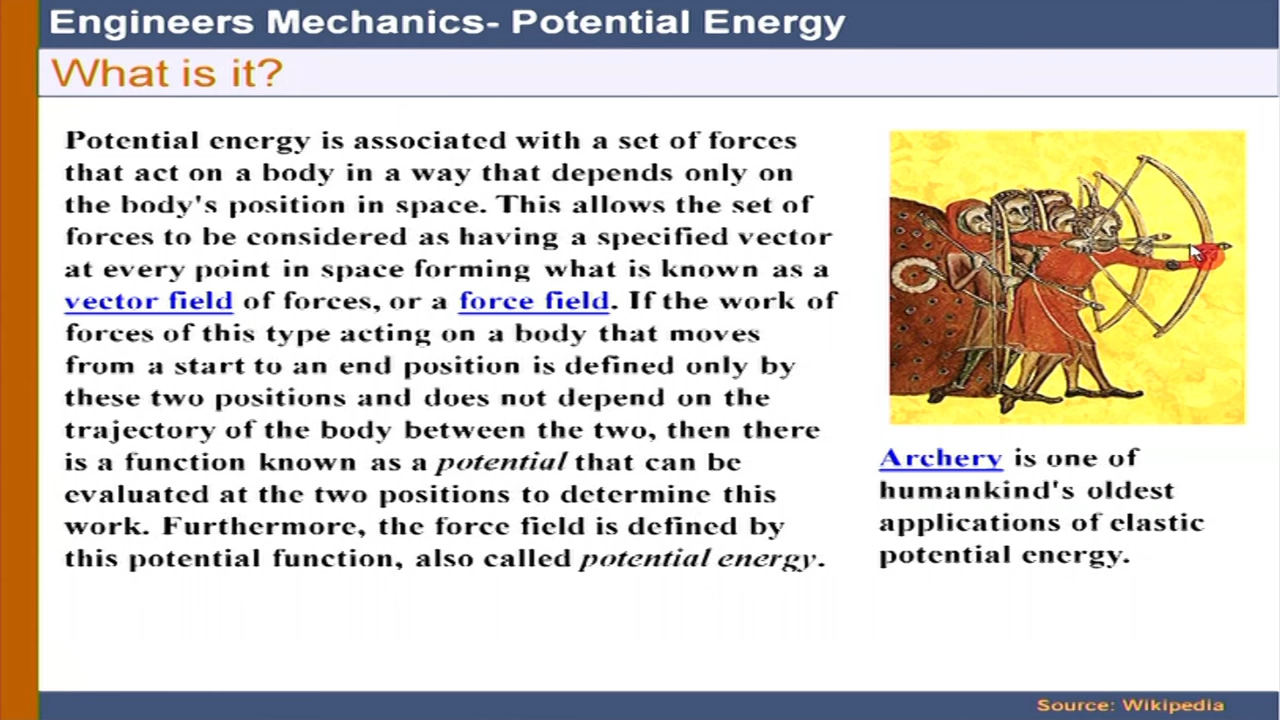 Engineers Mechanics- Potential Energy
What is it?
Potential energy is associated with a set of forces
that act on a body in a way that depends only on
the body's position in space. This allows the set of
forces to be considered as having a specified vector
at every point in space forming what is known as a
vector field of forces, or a force field. If the work of
forces of this type acting on a body that moves
from a start to an end position is defined only by
these two positions and does not depend on the
trajectory of the body between the two, then there
is a function known as a potential that can be
evaluated at the two positions to determine this
work. Furthermore, the force field is defined by
this potential function, also called potential energy.
Archery is one of
humankind's oldest
applications of elastic
potential energy.
Source: Wikipedia